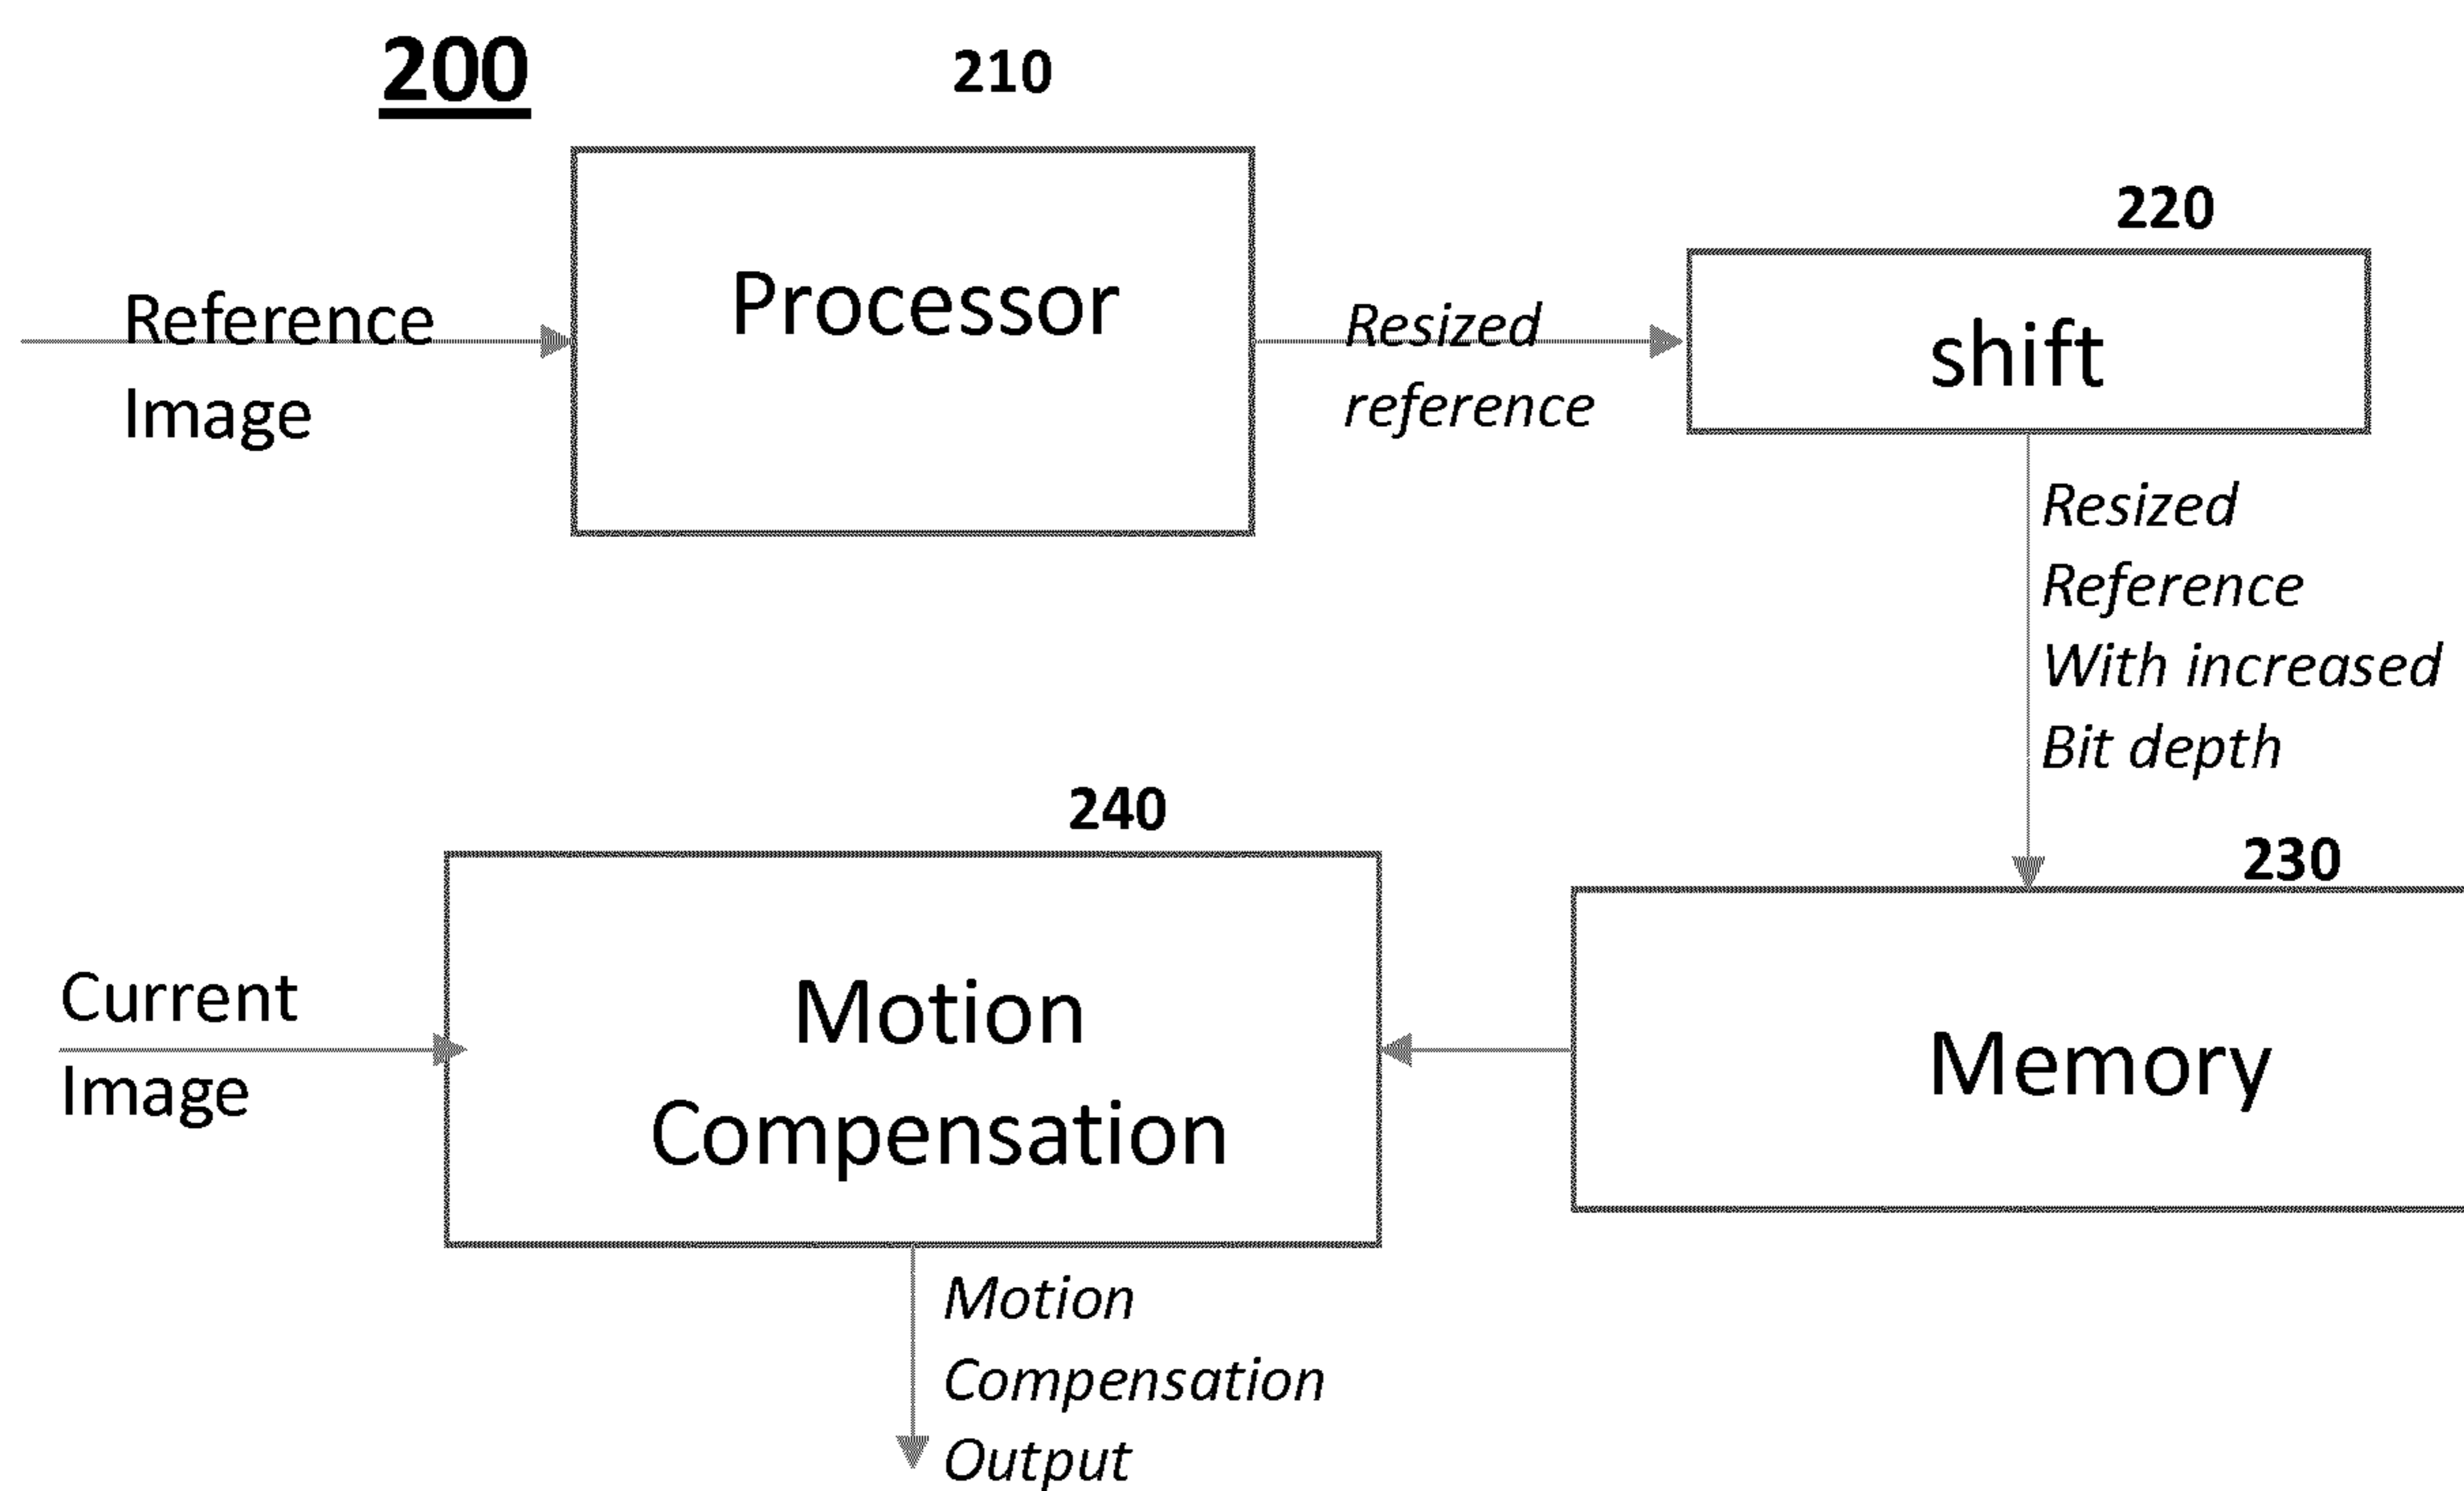 200
210
Processor
Reference
Image
Resized
reference
220
shift
Resized
Reference
With increased
Bit depth
230
Memory
240
Motion
Compensation
Current
Image
Motion
Compensation
Output